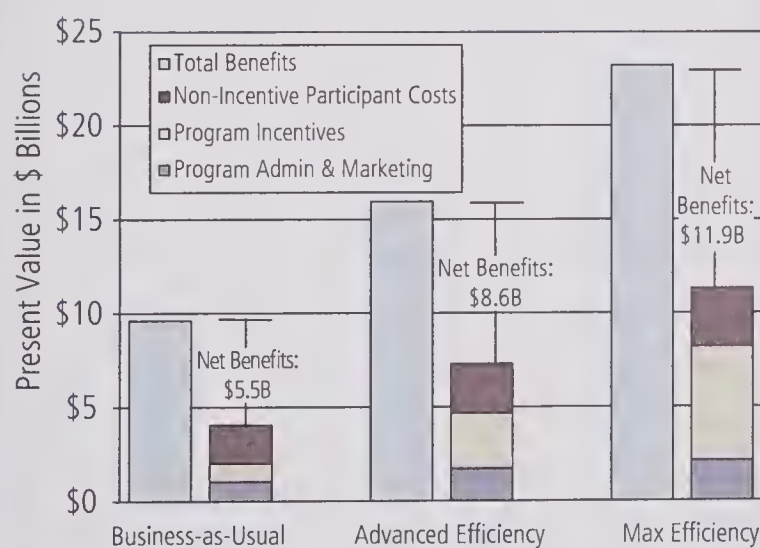 Present Value in $ Billions
$25
$20
$15
$10
$5
$0
Total Benefits
Non-Incentive Participant Costs
Program Incentives
Program Admin & Marketing
Net Benefits:
$5.5B
Net Benefits:
$8.6B
Net
Benefits:
$11.9B
Business-as-Usual
Advanced Efficiency
Max Efficiency